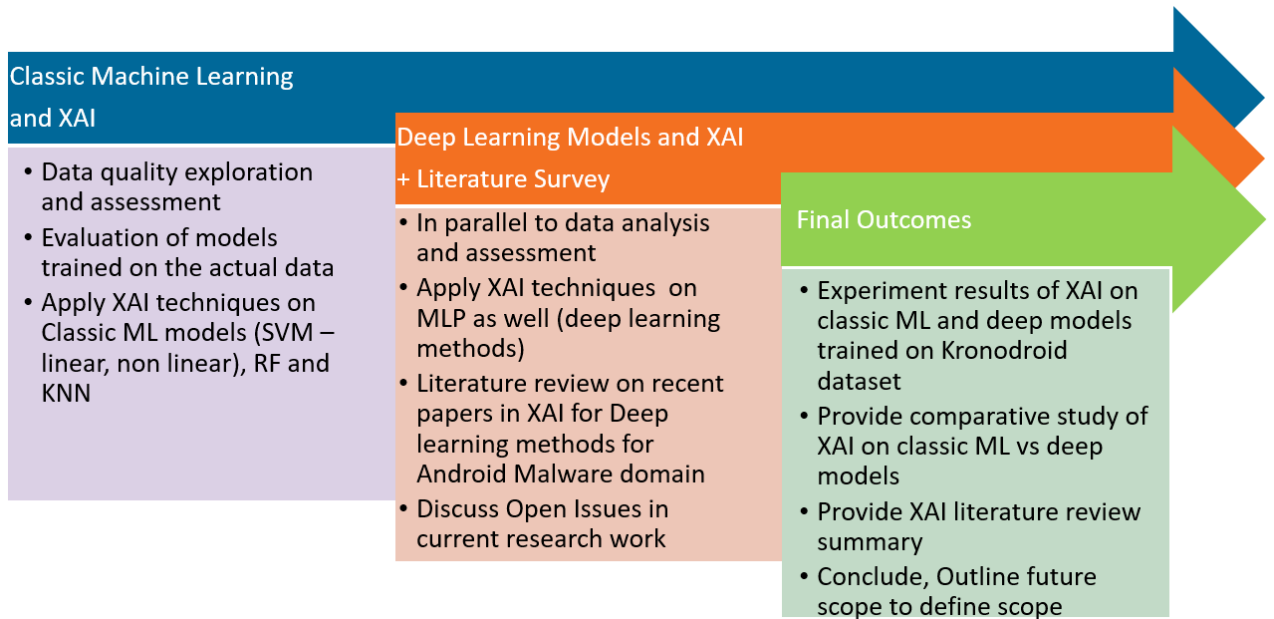 Classic Machine Learning
and XAI
• Data quality exploration
and assessment
• Evaluation of models
trained on the actual data
• Apply XAI techniques on
Classic ML models (SVM –
linear, non linear), RF and
KNN
Deep Learning Models and XAI
+ Literature Survey
• In parallel to data analysis
and assessment
• Apply XAI techniques  on
MLP as well (deep learning
methods)
• Literature review on recent
papers in XAI for Deep
learning methods for
Android Malware domain
• Discuss Open Issues in
current research work
Final Outcomes
• Experiment results of XAI on
classic ML and deep models
trained on Kronodroid
dataset
• Provide comparative study of
XAI on classic ML vs deep
models
• Provide XAI literature review
summary
• Conclude, Outline future
scope to define scope